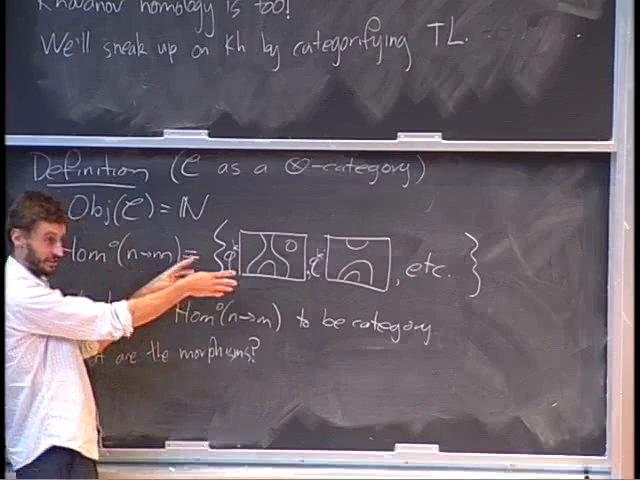 Khovanov homology is too!
We'll sneak up on Kh by categorifying TL.
Definition (C as a ⊗-category)
Obj(C) = ℕ
Hom°(n→m) = { q^k , q^k , etc. }
Hom°(n→m) to be category
are the morphisms?